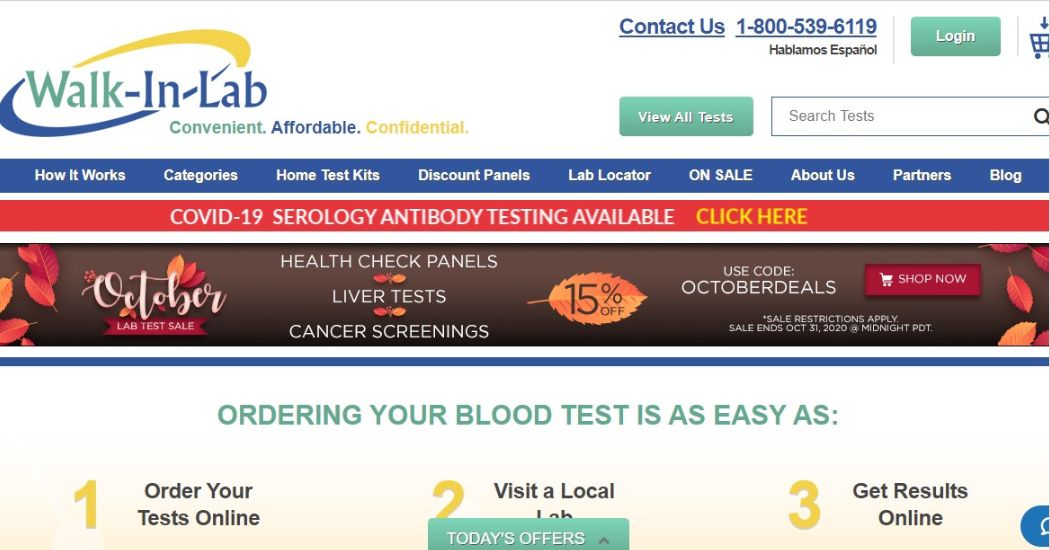 Contact Us 1-800-539-6119
Hablamos Español
Login
Walk-In-Lab
Convenient. Affordable. Confidential.
View All Tests
Search Tests
How It Works Categories Home Test Kits Discount Panels Lab Locator ON SALE About Us Partners Blog
COVID-19 SEROLOGY ANTIBODY TESTING AVAILABLE CLICK HERE
October
LAB TEST SALE
HEALTH CHECK PANELS
LIVER TESTS
CANCER SCREENINGS
15%
OFF
USE CODE:
OCTOBERDEALS
SHOP NOW
*SALE RESTRICTIONS APPLY.
SALE ENDS OCT 31, 2020 @ MIDNIGHT PDT.
ORDERING YOUR BLOOD TEST IS AS EASY AS:
1
Order Your
Tests Online
2
Visit a Local
Lab
3
Get Results
Online
TODAY'S OFFERS